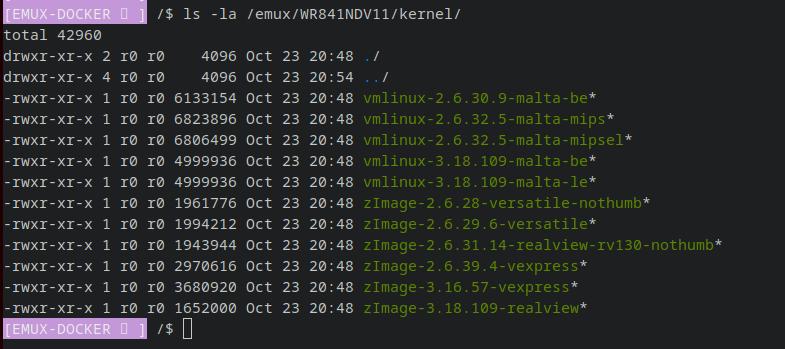 [EMUX-DOCKER ▯ ] /$ ls -la /emux/WR841NDV11/kernel/
total 42960
drwxr-xr-x 2 r0 r0    4096 Oct 23 20:48 ./
drwxr-xr-x 4 r0 r0    4096 Oct 23 20:54 ../
-rwxr-xr-x 1 r0 r0 6133154 Oct 23 20:48 vmlinux-2.6.30.9-malta-be*
-rwxr-xr-x 1 r0 r0 6823896 Oct 23 20:48 vmlinux-2.6.32.5-malta-mips*
-rwxr-xr-x 1 r0 r0 6806499 Oct 23 20:48 vmlinux-2.6.32.5-malta-mipsel*
-rwxr-xr-x 1 r0 r0 4999936 Oct 23 20:48 vmlinux-3.18.109-malta-be*
-rwxr-xr-x 1 r0 r0 4999936 Oct 23 20:48 vmlinux-3.18.109-malta-le*
-rwxr-xr-x 1 r0 r0 1961776 Oct 23 20:48 zImage-2.6.28-versatile-nothumb*
-rwxr-xr-x 1 r0 r0 1994212 Oct 23 20:48 zImage-2.6.29.6-versatile*
-rwxr-xr-x 1 r0 r0 1943944 Oct 23 20:48 zImage-2.6.31.14-realview-rv130-nothumb*
-rwxr-xr-x 1 r0 r0 2970616 Oct 23 20:48 zImage-2.6.39.4-vexpress*
-rwxr-xr-x 1 r0 r0 3680920 Oct 23 20:48 zImage-3.16.57-vexpress*
-rwxr-xr-x 1 r0 r0 1652000 Oct 23 20:48 zImage-3.18.109-realview*
[EMUX-DOCKER ▯ ] /$